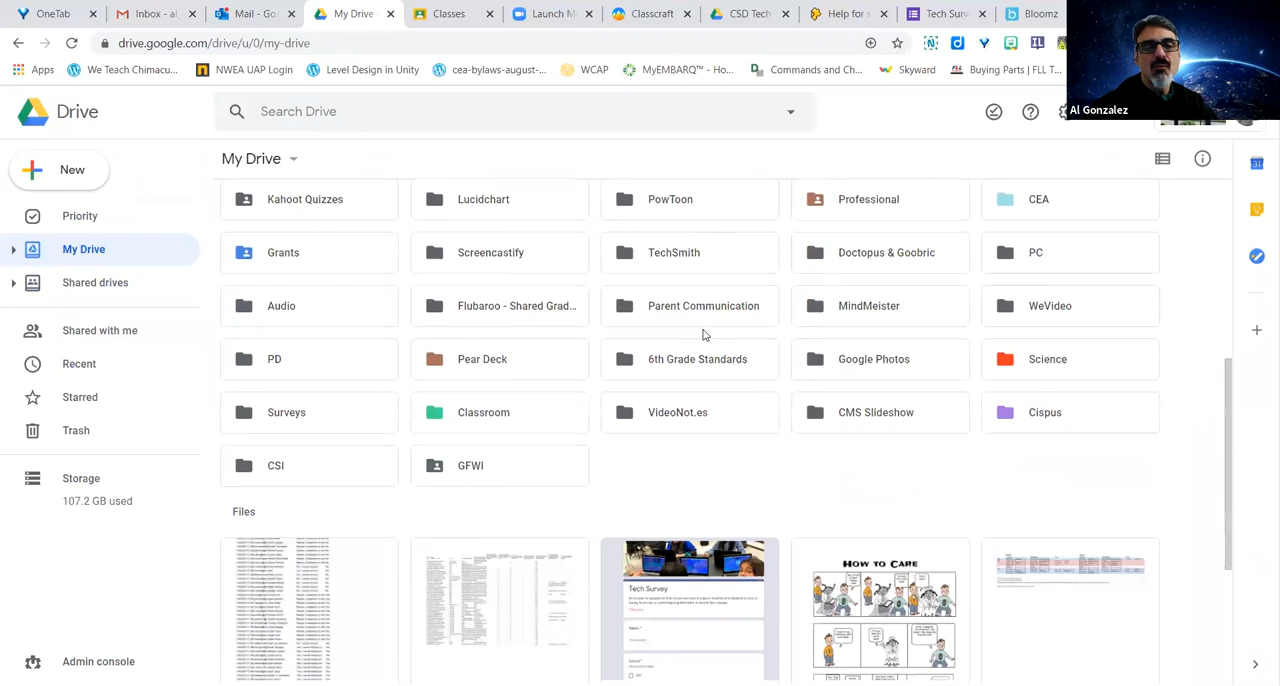 OneTab
Inbox - al
Mail - Gon
My Drive
Classes
Launch M
Classcraft
CSD Tech
Help for s
Tech Surv
Bloomz
drive.google.com/drive/u/0/my-drive
Apps
We Teach Chimacu...
NWEA UAP Login
Level Design in Unity
cea-bylaws-august-...
WCAP
MyEMBARQ™ - Ho...
Commands and Ch...
Skyward
Buying Parts | FLL T...
Al Gonzalez
Drive
Search Drive
New
My Drive
Priority
My Drive
Shared drives
Shared with me
Recent
Starred
Trash
Storage
107.2 GB used
Admin console
Kahoot Quizzes
Lucidchart
PowToon
Professional
CEA
Grants
Screencastify
TechSmith
Doctopus & Goobric
PC
Audio
Flubaroo - Shared Grad...
Parent Communication
MindMeister
WeVideo
PD
Pear Deck
6th Grade Standards
Google Photos
Science
Surveys
Classroom
VideoNot.es
CMS Slideshow
Cispus
CSI
GFWI
Files
Tech Survey
HOW TO CARE
31